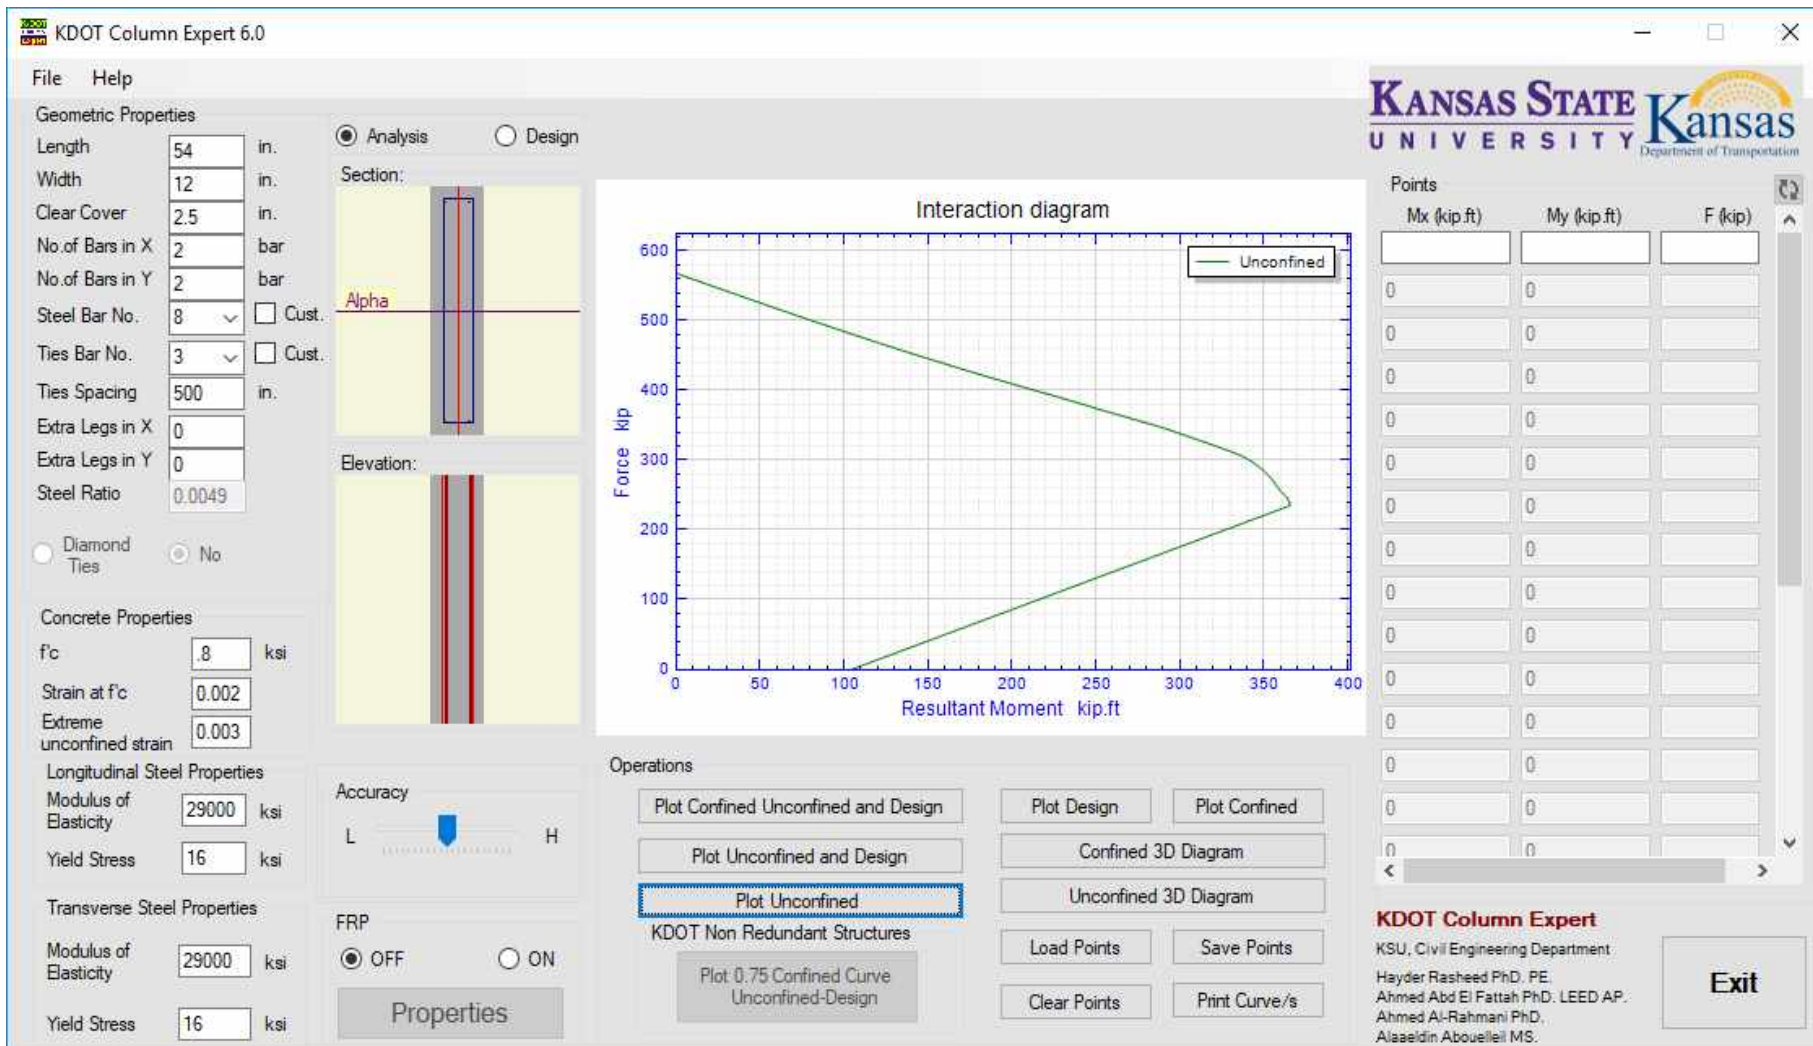 KDOT Column Expert 6.0
File Help
Geometric Properties
Length 54 in.
Width 12 in.
Clear Cover 2.5 in.
No.of Bars in X 2 bar
No.of Bars in Y 2 bar
Steel Bar No. 8 Cust.
Ties Bar No. 3 Cust.
Ties Spacing 500 in.
Extra Legs in X 0
Extra Legs in Y 0
Steel Ratio 0.0049
Diamond
Ties
No
Concrete Properties
f'c .8 ksi
Strain at f'c 0.002
Extreme
unconfined strain 0.003
Longitudinal Steel Properties
Modulus of
Elasticity 29000 ksi
Yield Stress 16 ksi
Transverse Steel Properties
Modulus of
Elasticity 29000 ksi
Yield Stress 16 ksi
Analysis Design
Section:
Alpha
Elevation:
Accuracy
L H
FRP
OFF ON
Properties
Interaction diagram
Unconfined
600
500
400
300
200
100
0
Force kip
0 50 100 150 200 250 300 350 400
Resultant Moment kip.ft
Operations
Plot Confined Unconfined and Design
Plot Unconfined and Design
Plot Unconfined
KDOT Non Redundant Structures
Plot 0.75 Confined Curve
Unconfined-Design
Plot Design Plot Confined
Confined 3D Diagram
Unconfined 3D Diagram
Load Points Save Points
Clear Points Print Curve/s
KANSAS STATE
UNIVERSITY
Kansas
Department of Transportation
Points
Mx (kip.ft) My (kip.ft) F (kip)
0 0
0 0
0 0
0 0
0 0
0 0
0 0
0 0
0 0
0 0
0 0
0 0
0 0
0 0
KDOT Column Expert
KSU, Civil Engineering Department
Hayder Rasheed PhD. PE.
Ahmed Abd El Fattah PhD. LEED AP.
Ahmed Al-Rahmani PhD.
Alaaeldin Abouelleil MS.
Exit